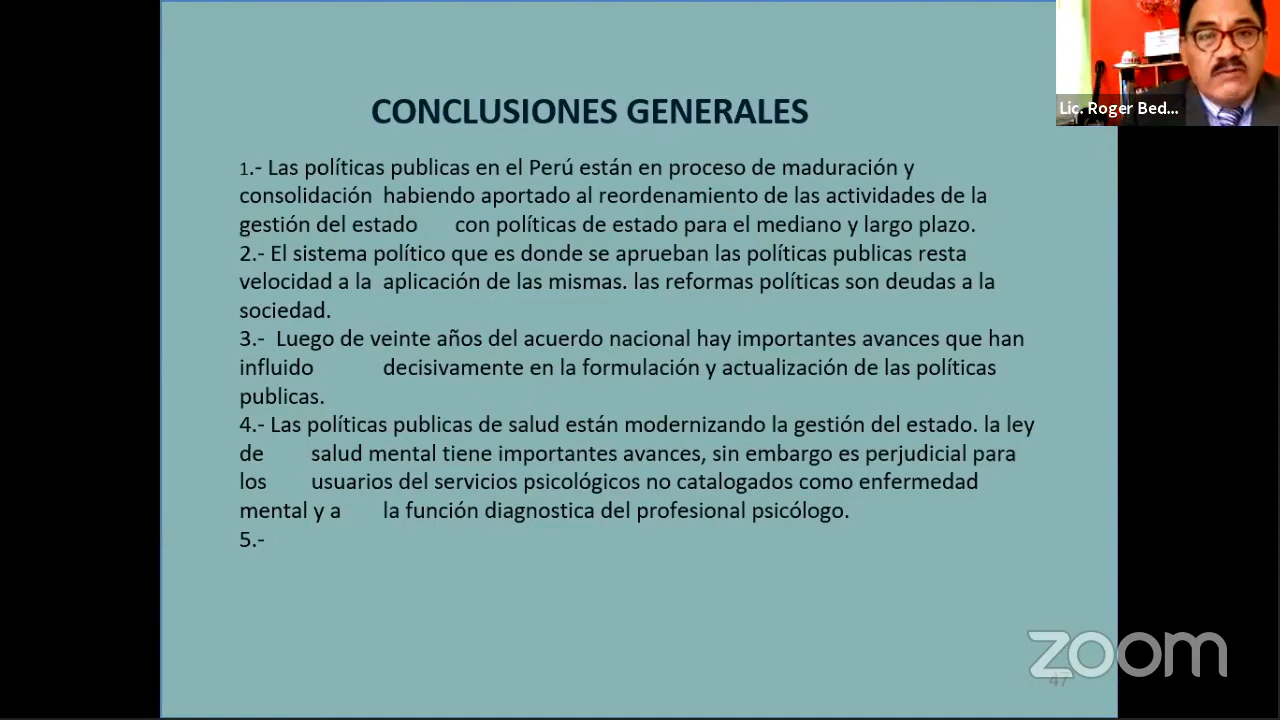 CONCLUSIONES GENERALES
1.- Las políticas publicas en el Perú están en proceso de maduración y
consolidación habiendo aportado al reordenamiento de las actividades de la
gestión del estado con políticas de estado para el mediano y largo plazo.
2.- El sistema político que es donde se aprueban las políticas publicas resta
velocidad a la aplicación de las mismas. las reformas políticas son deudas a la
sociedad.
3.- Luego de veinte años del acuerdo nacional hay importantes avances que han
influido decisivamente en la formulación y actualización de las políticas
publicas.
4.- Las políticas publicas de salud están modernizando la gestión del estado. la ley
de salud mental tiene importantes avances, sin embargo es perjudicial para
los usuarios del servicios psicológicos no catalogados como enfermedad
mental y a la función diagnostica del profesional psicólogo.
5.-
Lic. Roger Bed...
zoom
47